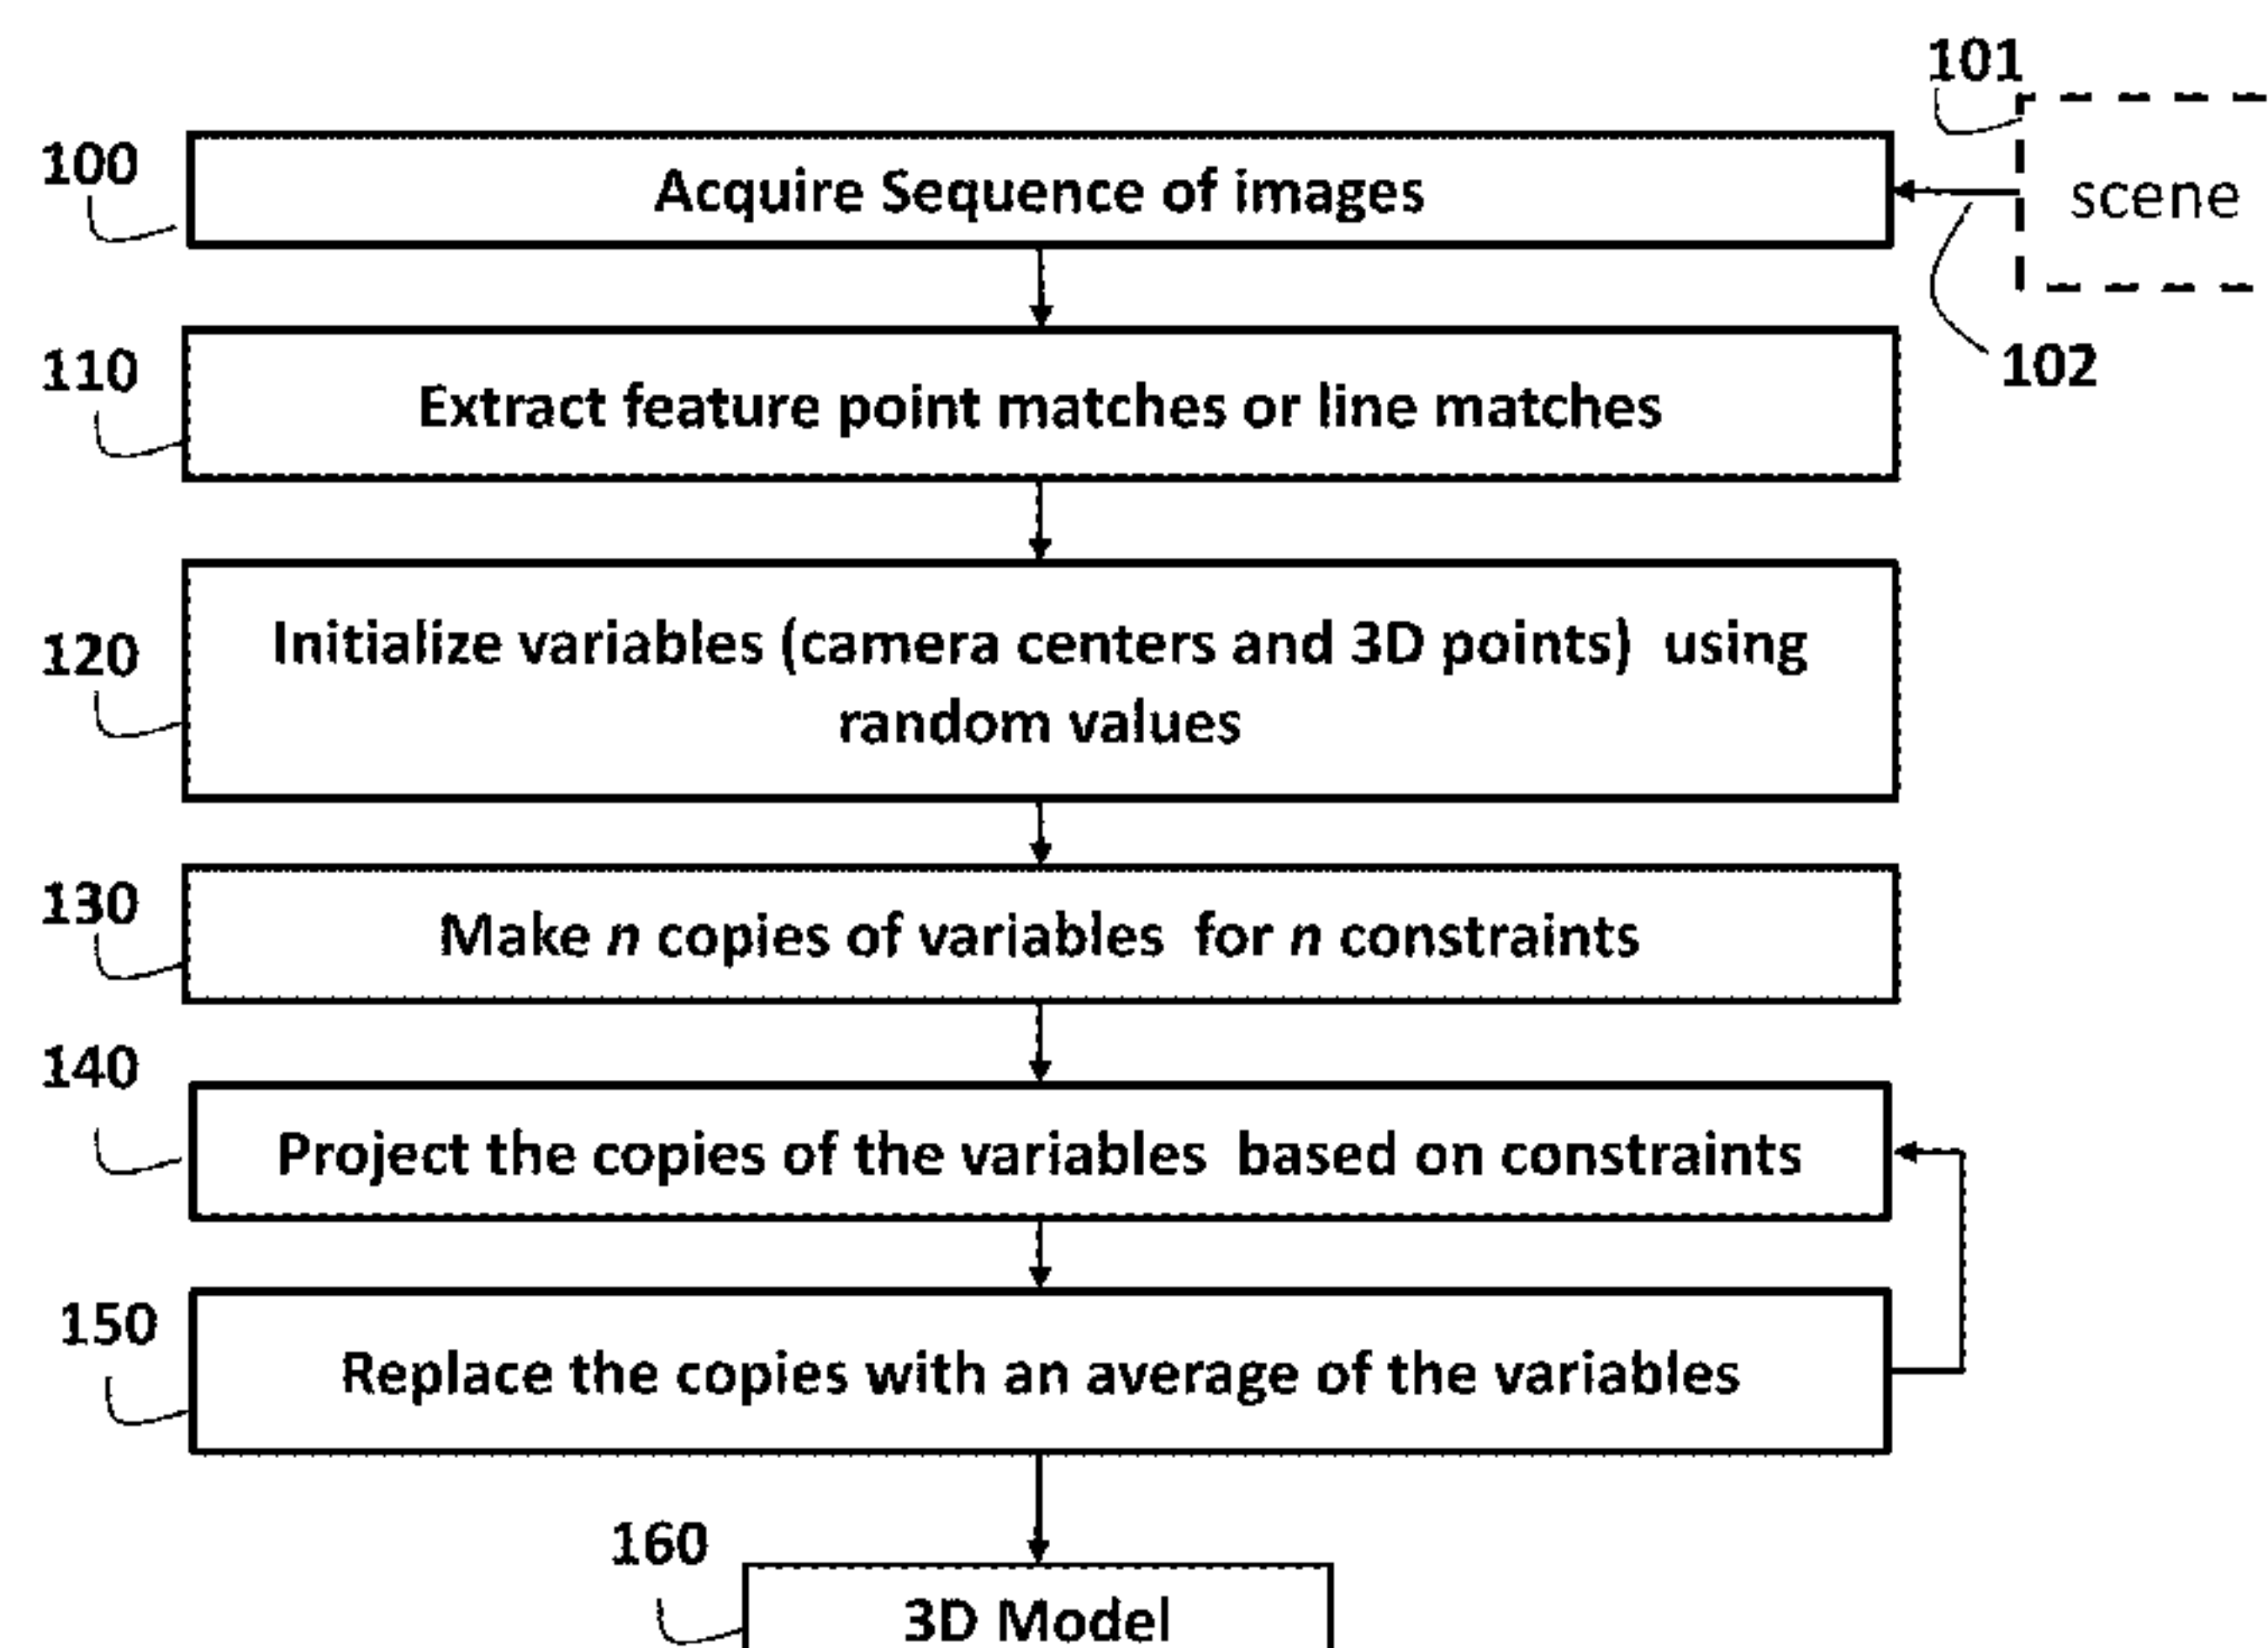 101
100
Acquire Sequence of images
scene
102
110
Extract feature point matches or line matches
120
Initialize variables (camera centers and 3D points) using
random values
130
Make n copies of variables for n constraints
140
Project the copies of the variables based on constraints
150
Replace the copies with an average of the variables
160
3D Model